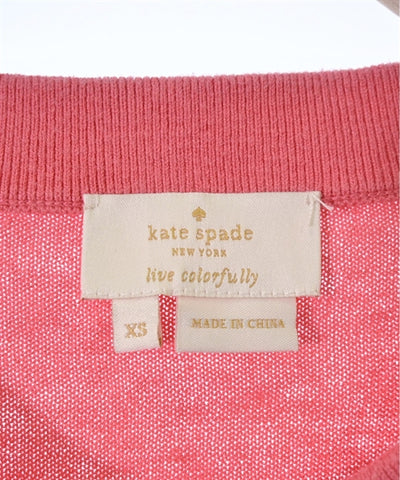 kate spade
NEW YORK
live colorfully
XS
MADE IN CHINA